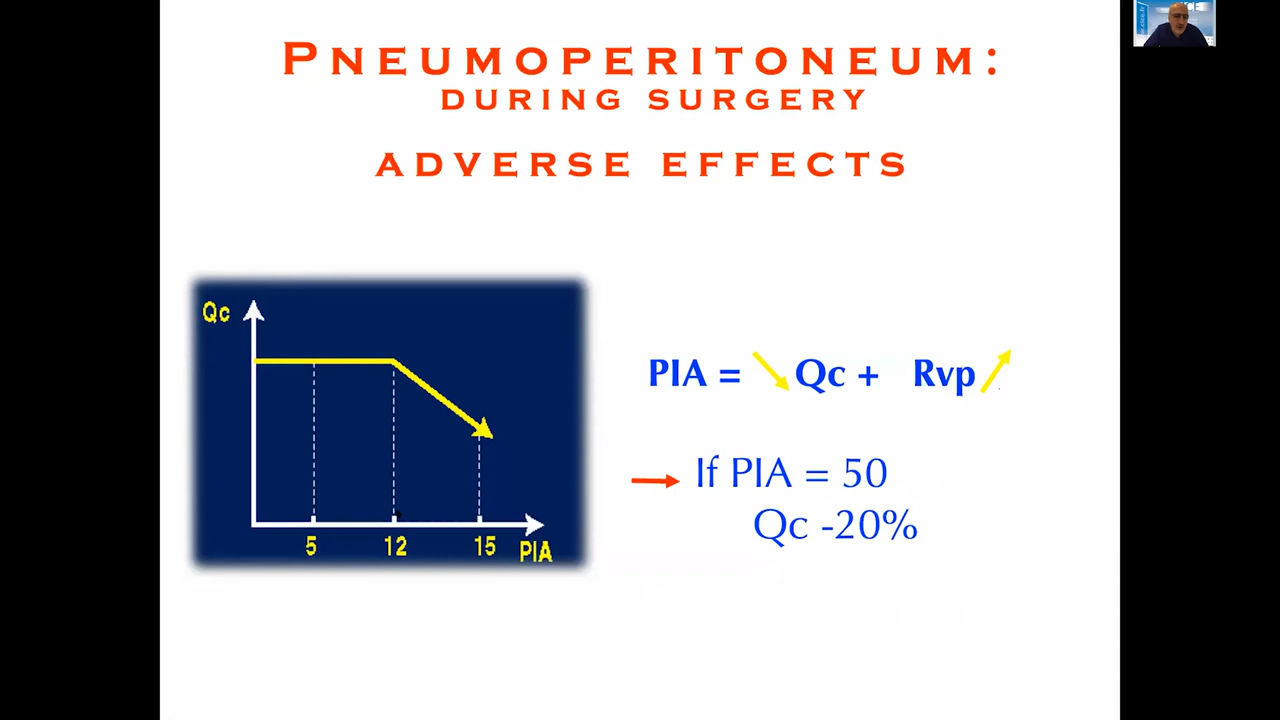 PNEUMOPERITONEUM:
DURING SURGERY
ADVERSE EFFECTS
Qc
5 12 15 PIA
PIA = Qc + Rvp
If PIA = 50
Qc -20%